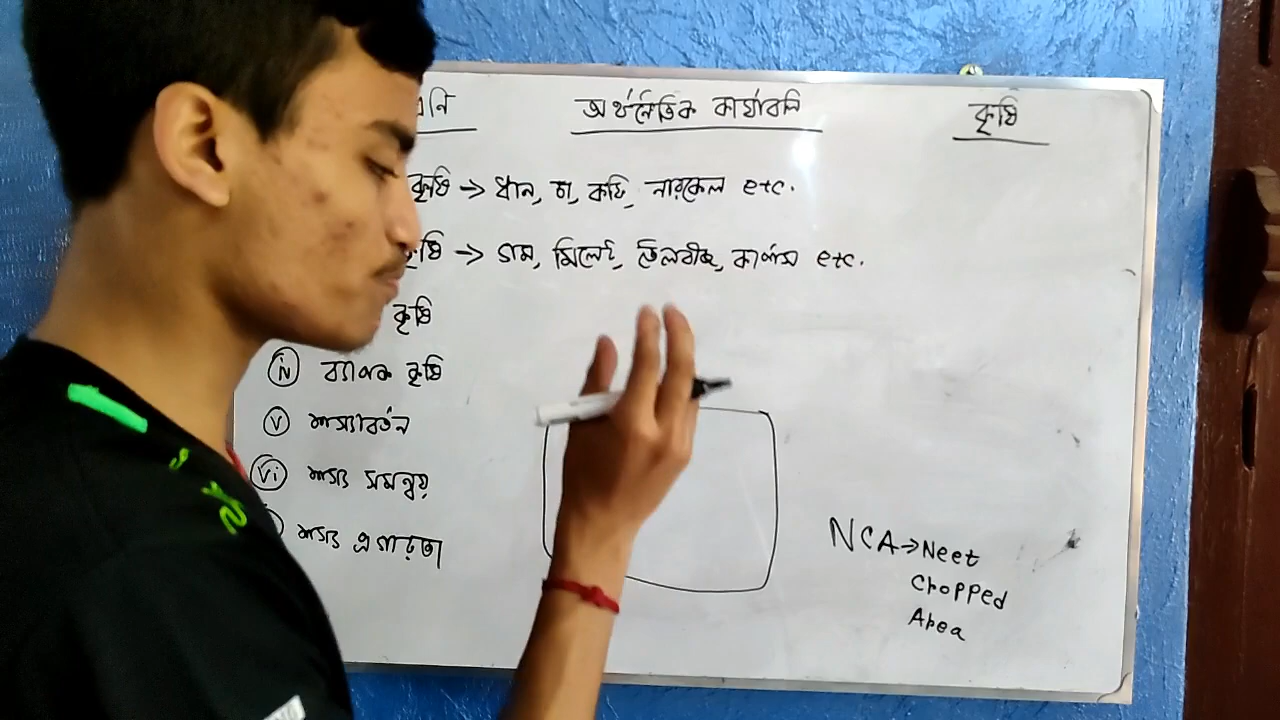 অর্থনৈতিক কার্যাবলি
কৃষি
কৃষি → ধান, চা, কফি, নারকেল etc.
কৃষি → গম, মিলেট, তৈলবীজ, কার্পাস etc.
কৃষি
iv ব্যাপক কৃষি
v শস্যাবর্তন
vi শস্য সমন্বয়
শস্য প্রগাঢ়তা
NCA → Neet
Chopped
Area